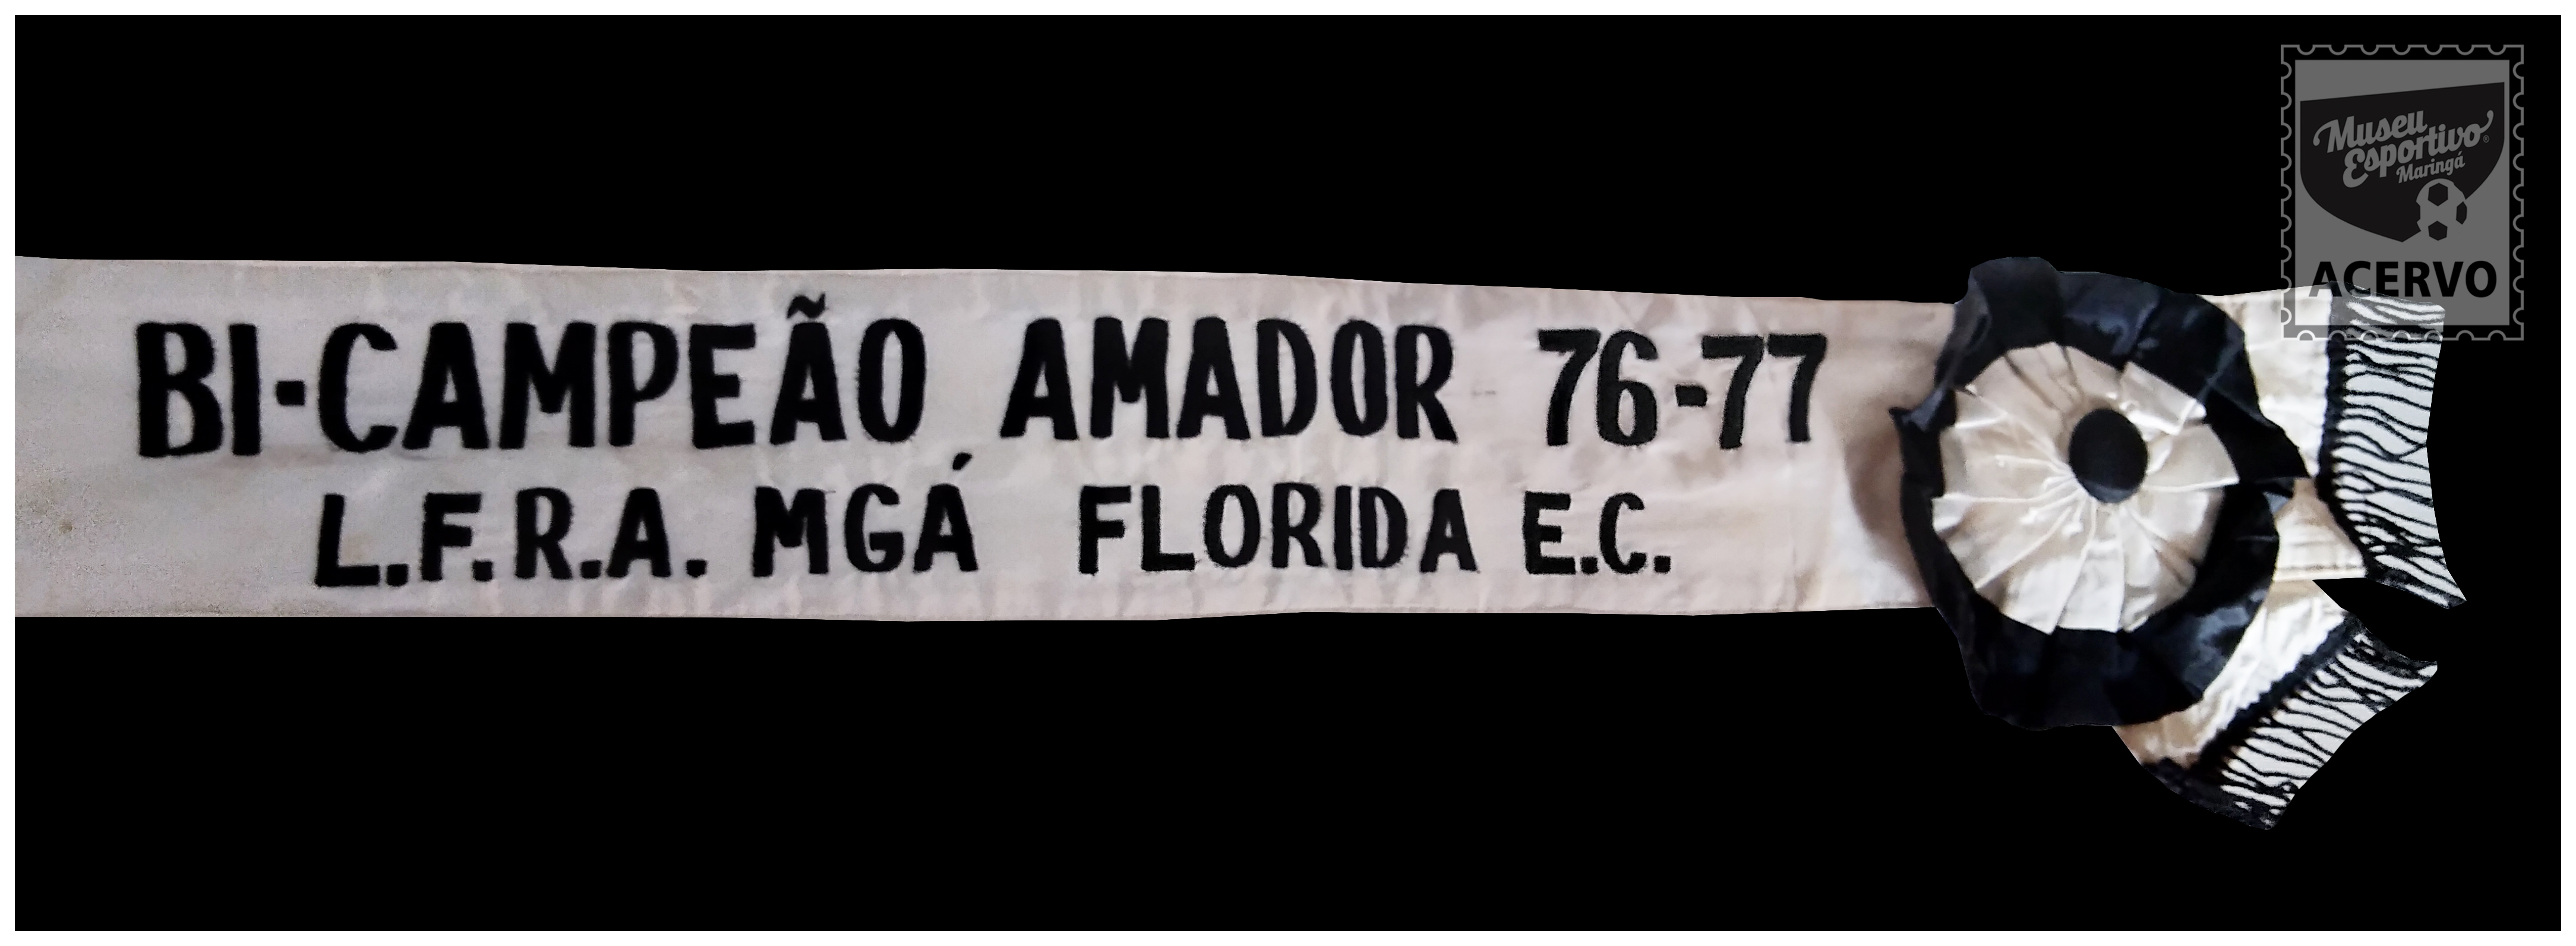 BI-CAMPEÃO AMADOR 76-77
L.F.R.A. MGÁ FLORIDA E.C.
Museu
Esportivo
Maringá
ACERVO